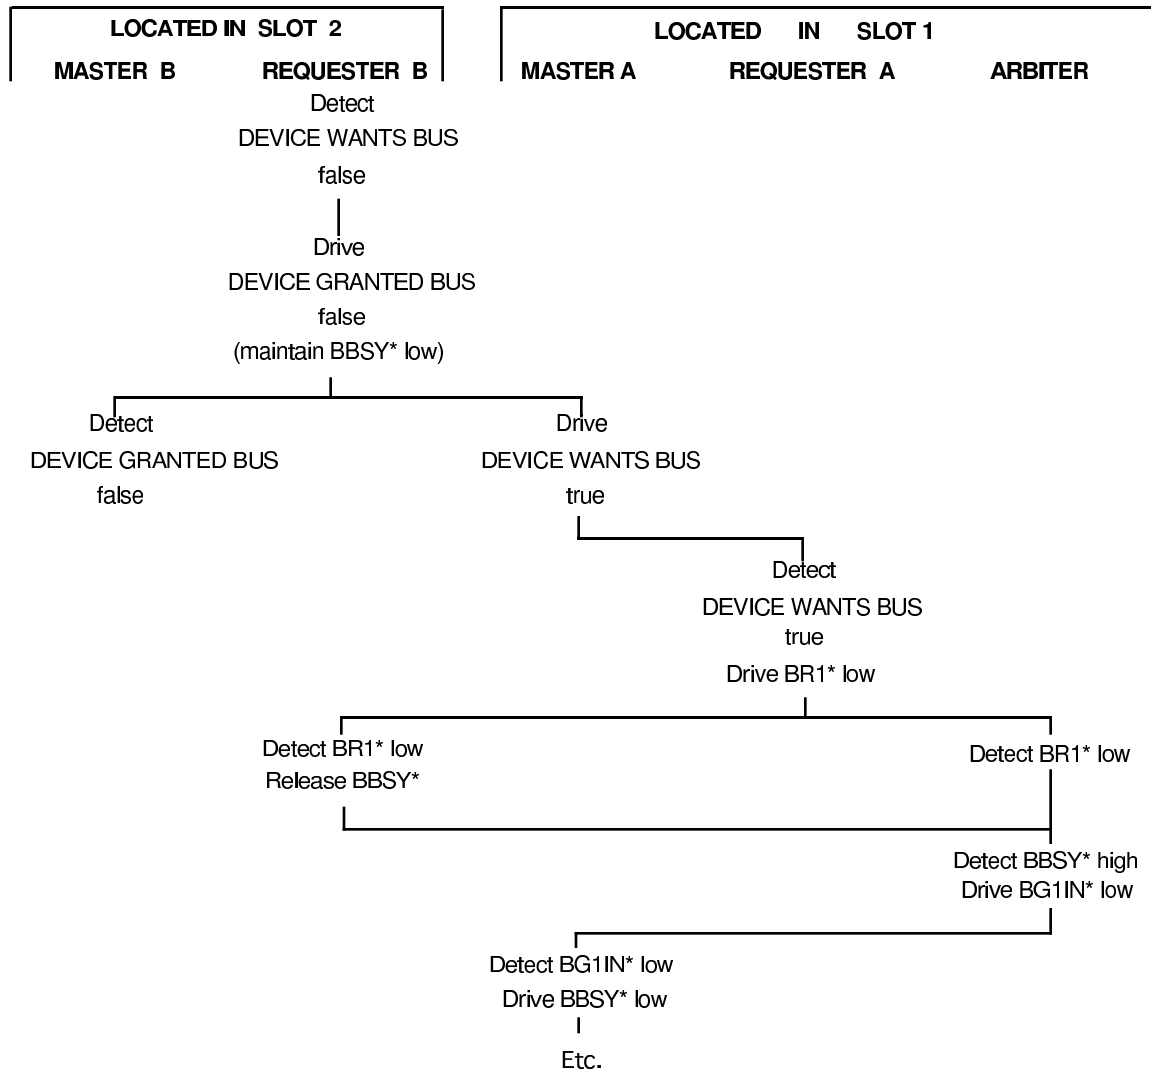 LOCATED IN SLOT 2
LOCATED IN SLOT 1
MASTER B
REQUESTER B
MASTER A
REQUESTER A
ARBITER
Detect
DEVICE WANTS BUS
false
Drive
DEVICE GRANTED BUS
false
(maintain BBSY* low)
Detect
DEVICE GRANTED BUS
false
Drive
DEVICE WANTS BUS
true
Detect
DEVICE WANTS BUS
true
Drive BR1* low
Detect BR1* low
Release BBSY*
Detect BR1* low
Detect BBSY* high
Drive BG1IN* low
Detect BG1IN* low
Drive BBSY* low
Etc.